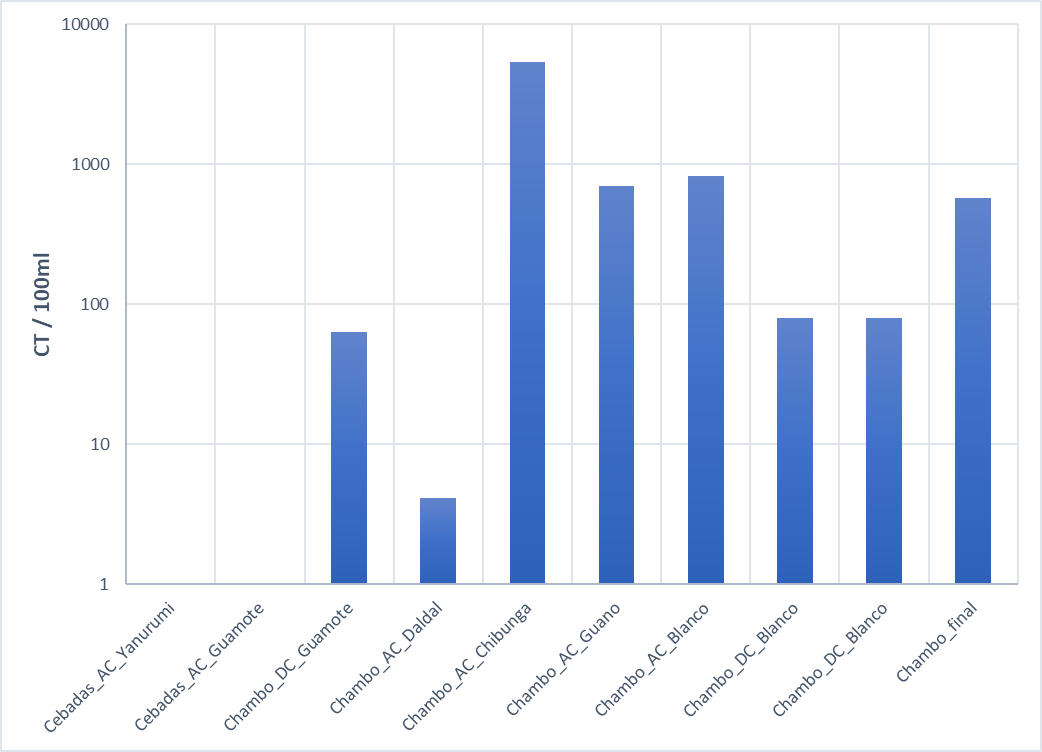 10000
1000
100
10
1
CT / 100ml
Cebadas_AC_Yanurumi
Cebadas_AC_Guamote
Chambo_DC_Guamote
Chambo_AC_Daldal
Chambo_AC_Chibunga
Chambo_AC_Guano
Chambo_AC_Blanco
Chambo_DC_Blanco
Chambo_DC_Blanco
Chambo_final